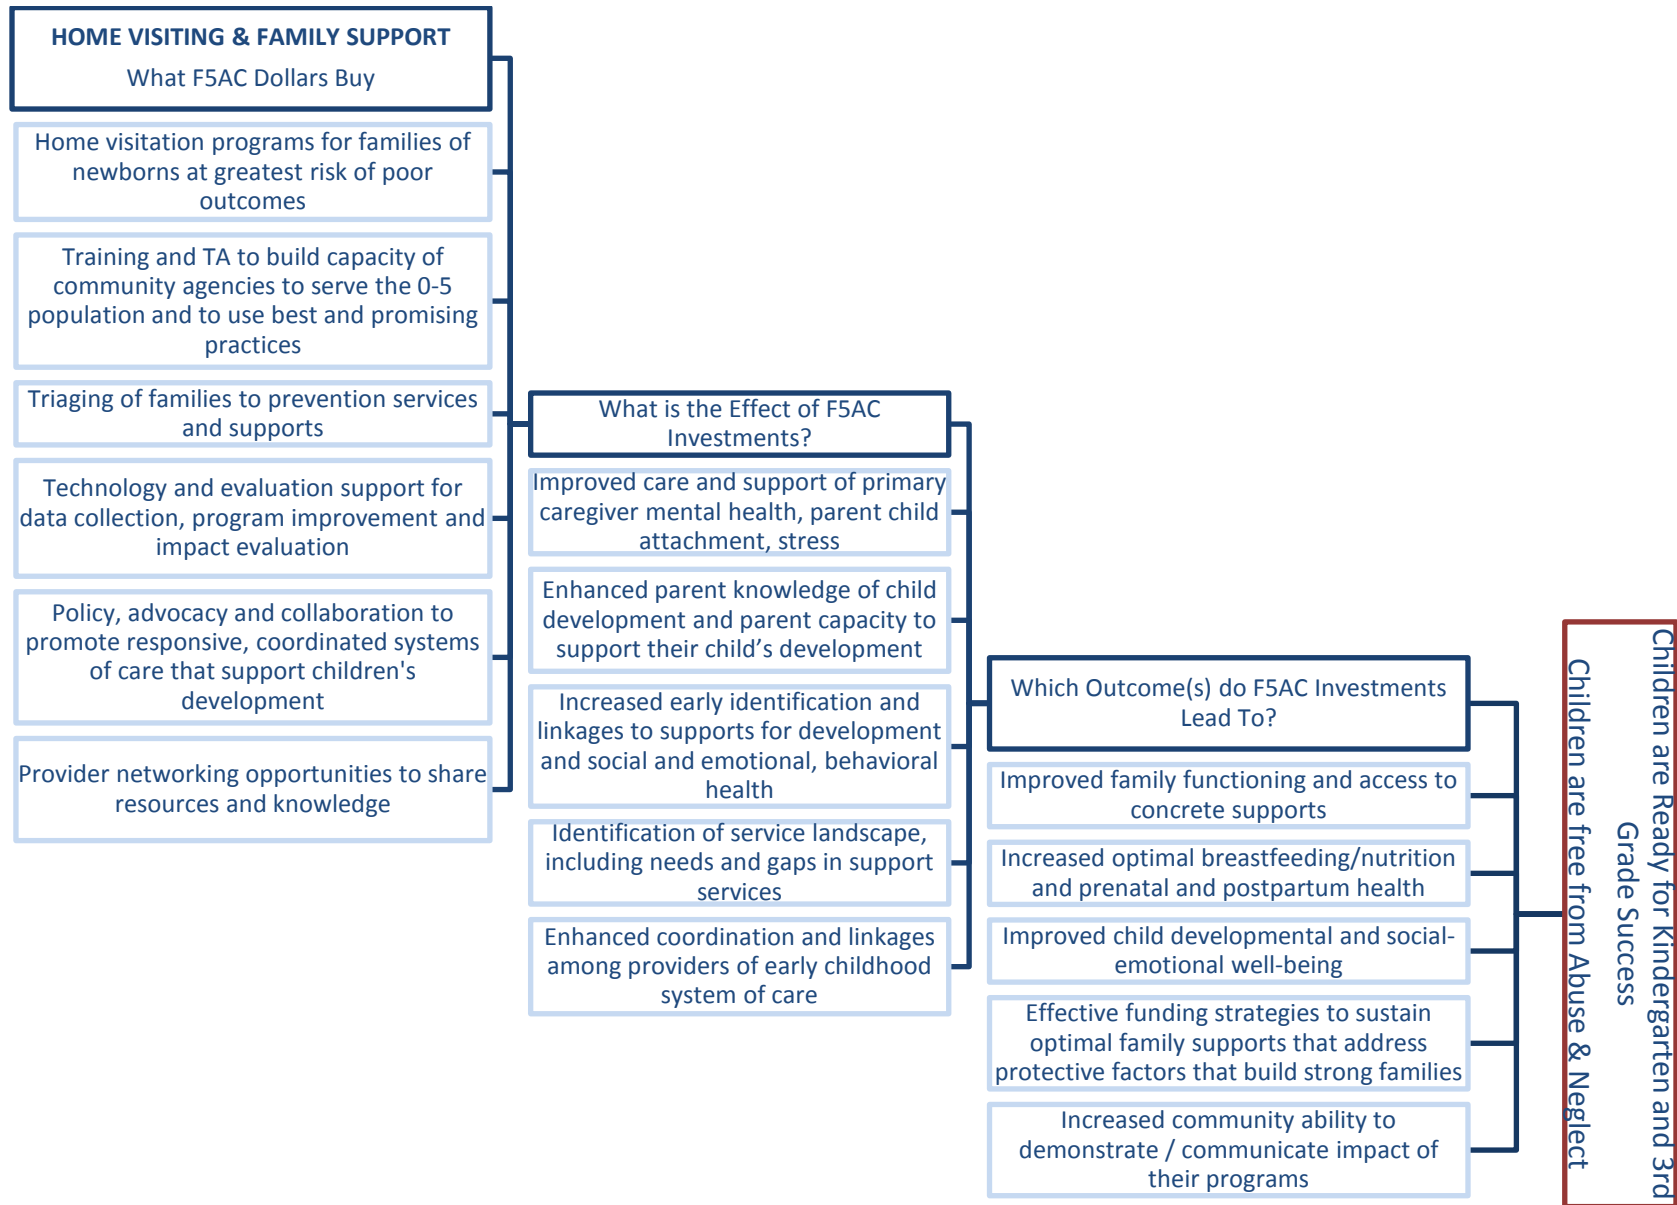 HOME VISITING & FAMILY SUPPORT
What F5AC Dollars Buy
Home visitation programs for families of
newborns at greatest risk of poor
outcomes
Training and TA to build capacity of
community agencies to serve the 0-5
population and to use best and promising
practices
Triaging of families to prevention services
and supports
Technology and evaluation support for
data collection, program improvement and
impact evaluation
Policy, advocacy and collaboration to
promote responsive, coordinated systems
of care that support children's
development
Provider networking opportunities to share
resources and knowledge
What is the Effect of F5AC
Investments?
Improved care and support of primary
caregiver mental health, parent child
attachment, stress
Enhanced parent knowledge of child
development and parent capacity to
support their child’s development
Increased early identification and
linkages to supports for development
and social and emotional, behavioral
health
Identification of service landscape,
including needs and gaps in support
services
Enhanced coordination and linkages
among providers of early childhood
system of care
Which Outcome(s) do F5AC Investments
Lead To?
Improved family functioning and access to
concrete supports
Increased optimal breastfeeding/nutrition
and prenatal and postpartum health
Improved child developmental and social-
emotional well-being
Effective funding strategies to sustain
optimal family supports that address
protective factors that build strong families
Increased community ability to
demonstrate / communicate impact of
their programs
Children are Ready for Kindergarten and 3rd
Grade Success
Children are free from Abuse & Neglect